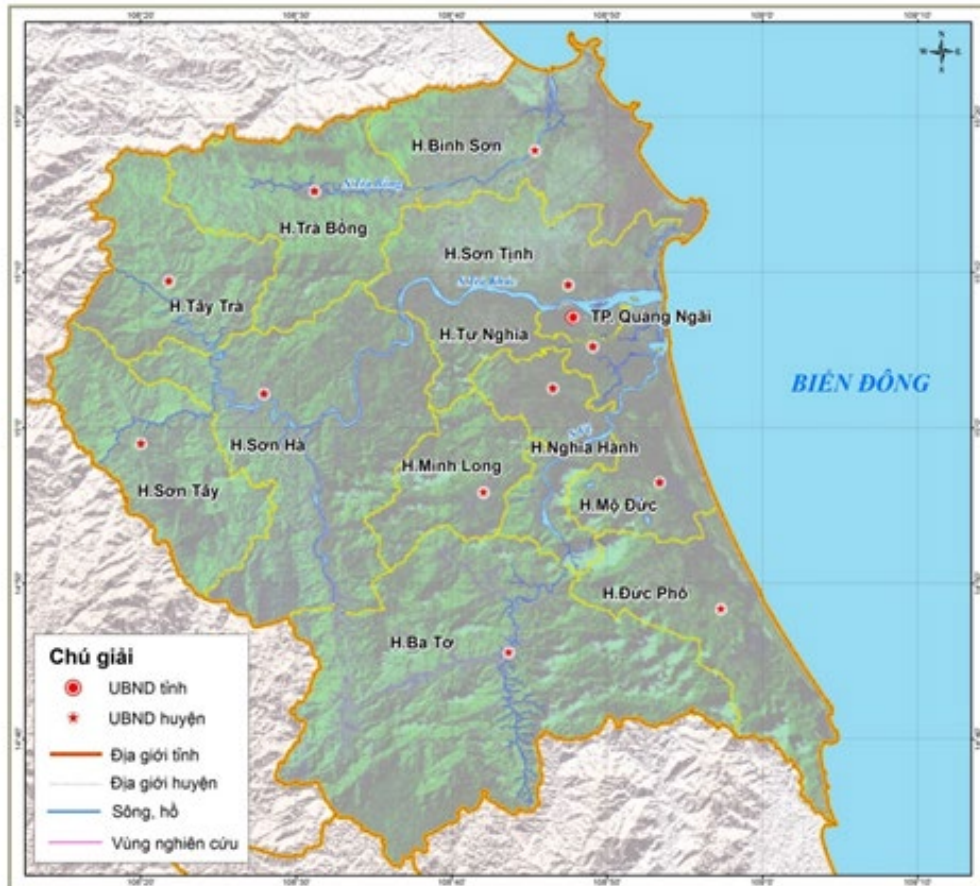 N
W E
S
H.Bình Sơn
H.Trà Bồng
H.Sơn Tịnh
H.Tây Trà
H.Tư Nghĩa
TP. Quảng Ngãi
BIỂN ĐÔNG
H.Sơn Hà
H.Nghĩa Hành
H.Minh Long
H.Sơn Tây
H.Mộ Đức
H.Đức Phổ
H.Ba Tơ
Chú giải
UBND tỉnh
UBND huyện
Địa giới tỉnh
Địa giới huyện
Sông, hồ
Vùng nghiên cứu